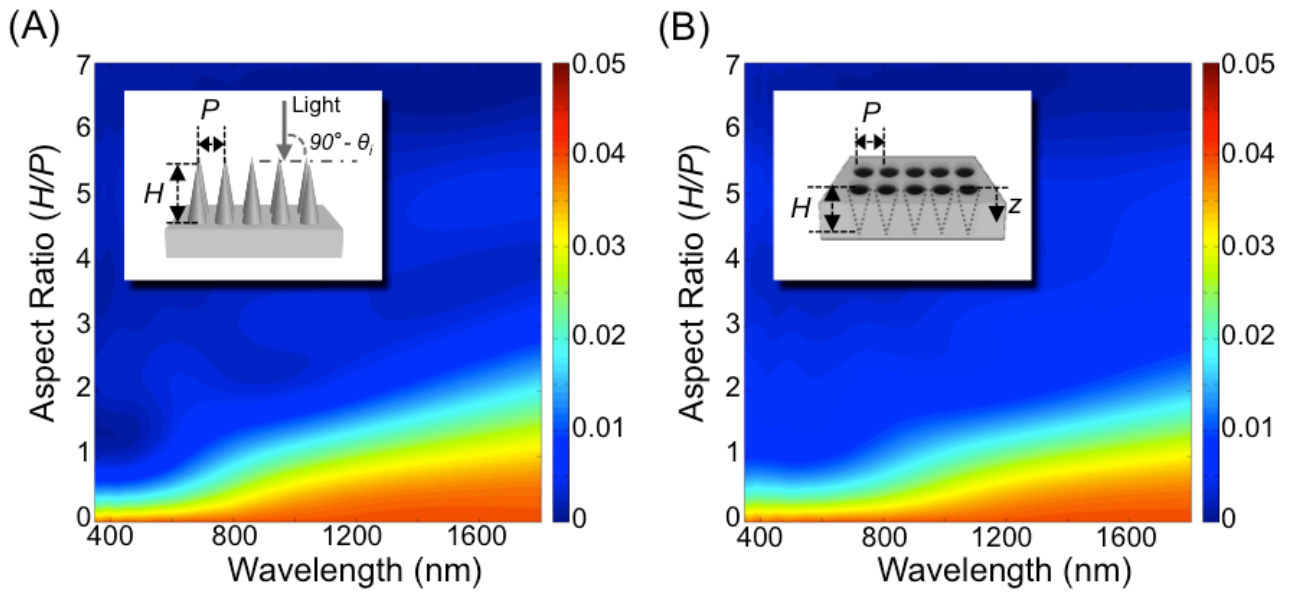 (A)
Aspect Ratio (H/P)
7
6
5
4
3
2
1
0
P
Light
90° - θi
H
400
800
1200
1600
Wavelength (nm)
0.05
0.04
0.03
0.02
0.01
0
(B)
Aspect Ratio (H/P)
7
6
5
4
3
2
1
0
P
H
z
400
800
1200
1600
Wavelength (nm)
0.05
0.04
0.03
0.02
0.01
0